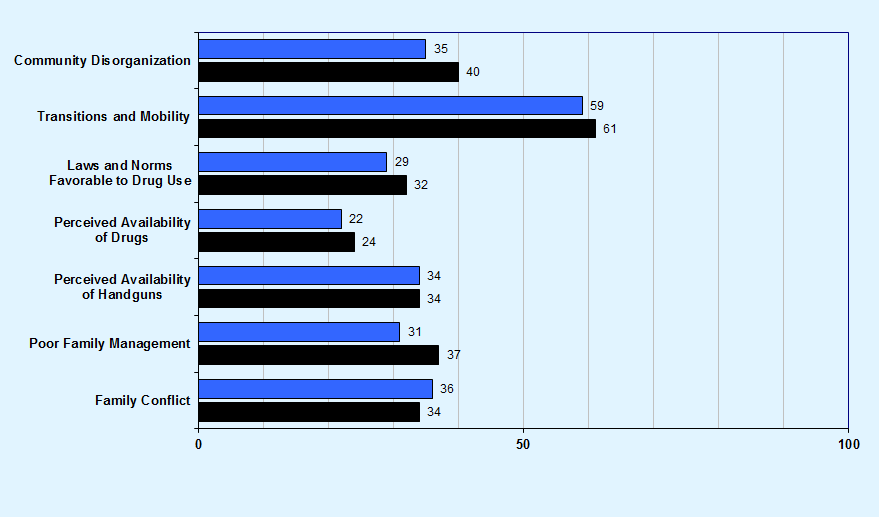 Community Disorganization
35
40
Transitions and Mobility
59
61
Laws and Norms
Favorable to Drug Use
29
32
Perceived Availability
of Drugs
22
24
Perceived Availability
of Handguns
34
34
Poor Family Management
31
37
Family Conflict
36
34
0 50 100